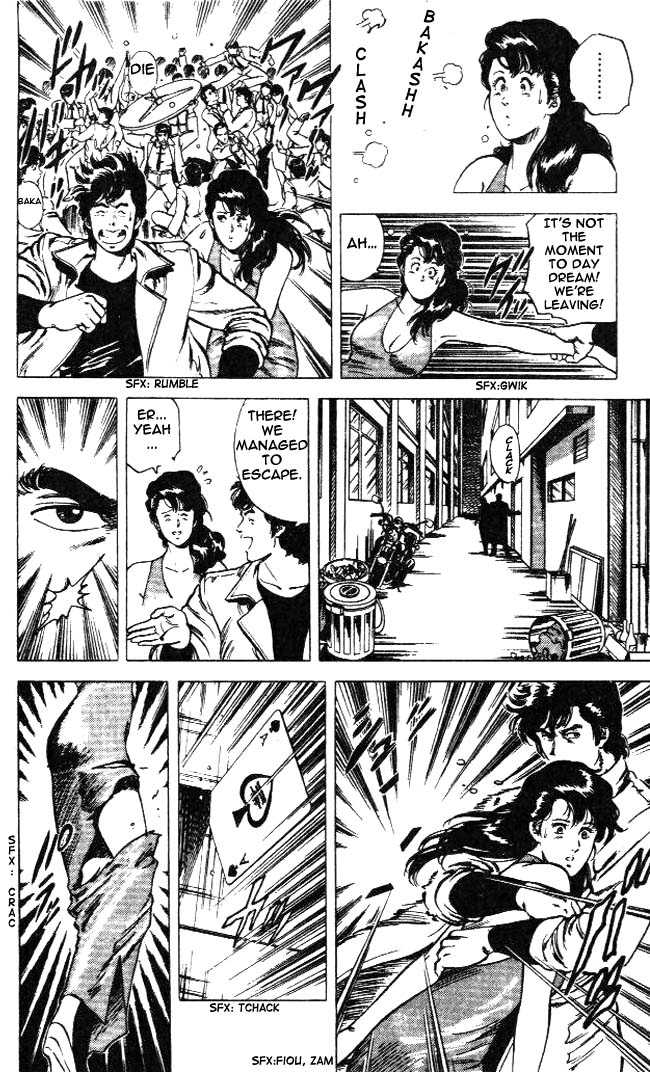 ........
BAKASHH
CLASH
IT'S NOT
THE
MOMENT
TO DAY
DREAM!
WE'RE
LEAVING!
AH...
SFX:GWIK
DIE
BAKA
SFX: RUMBLE
CLACK
THERE!
WE
MANAGED
TO
ESCAPE.
ER...
YEAH
....
SFX:FIOU, ZAM
A
A
SFX: TCHACK
SFX: CRAC